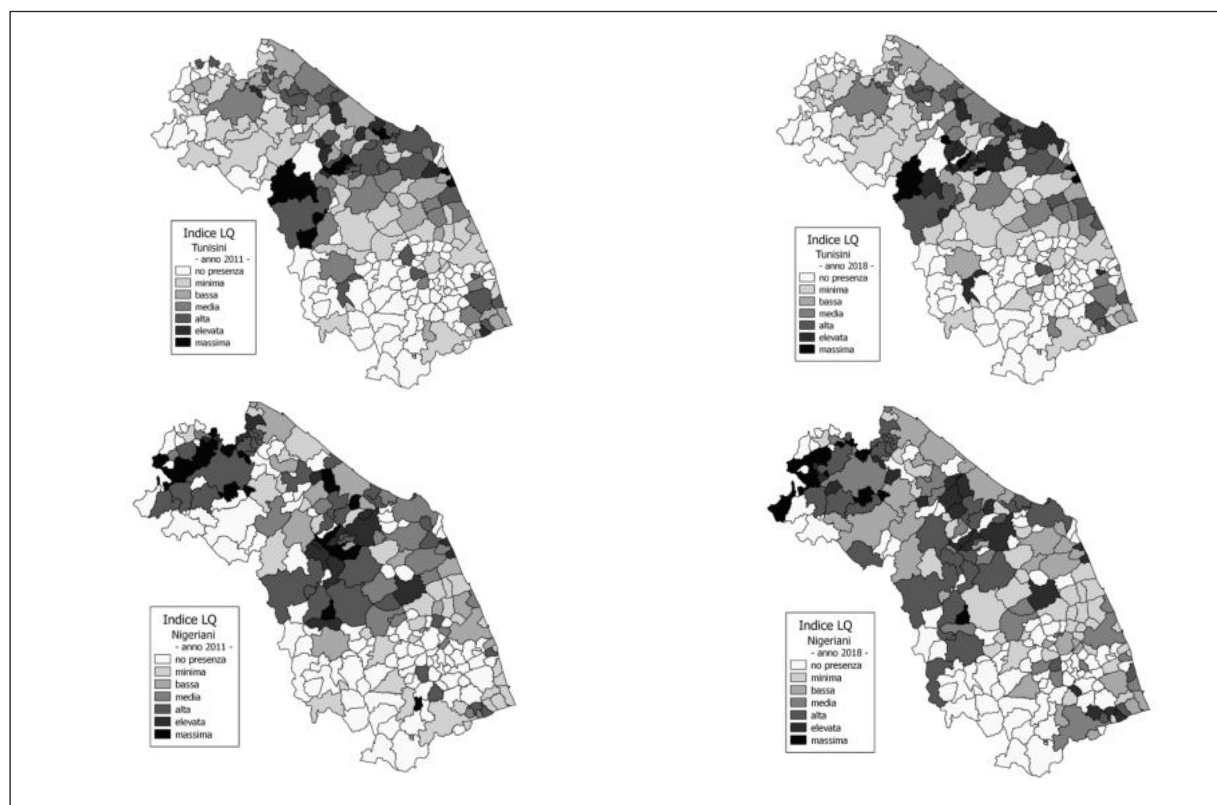 Indice LQ
Tunisini
- anno 2011 -
no presenza
minima
bassa
media
alta
elevata
massima
Indice LQ
Tunisini
- anno 2018 -
no presenza
minima
bassa
media
alta
elevata
massima
Indice LQ
Nigeriani
- anno 2011 -
no presenza
minima
bassa
media
alta
elevata
massima
Indice LQ
Nigeriani
- anno 2018 -
no presenza
minima
bassa
media
alta
elevata
massima